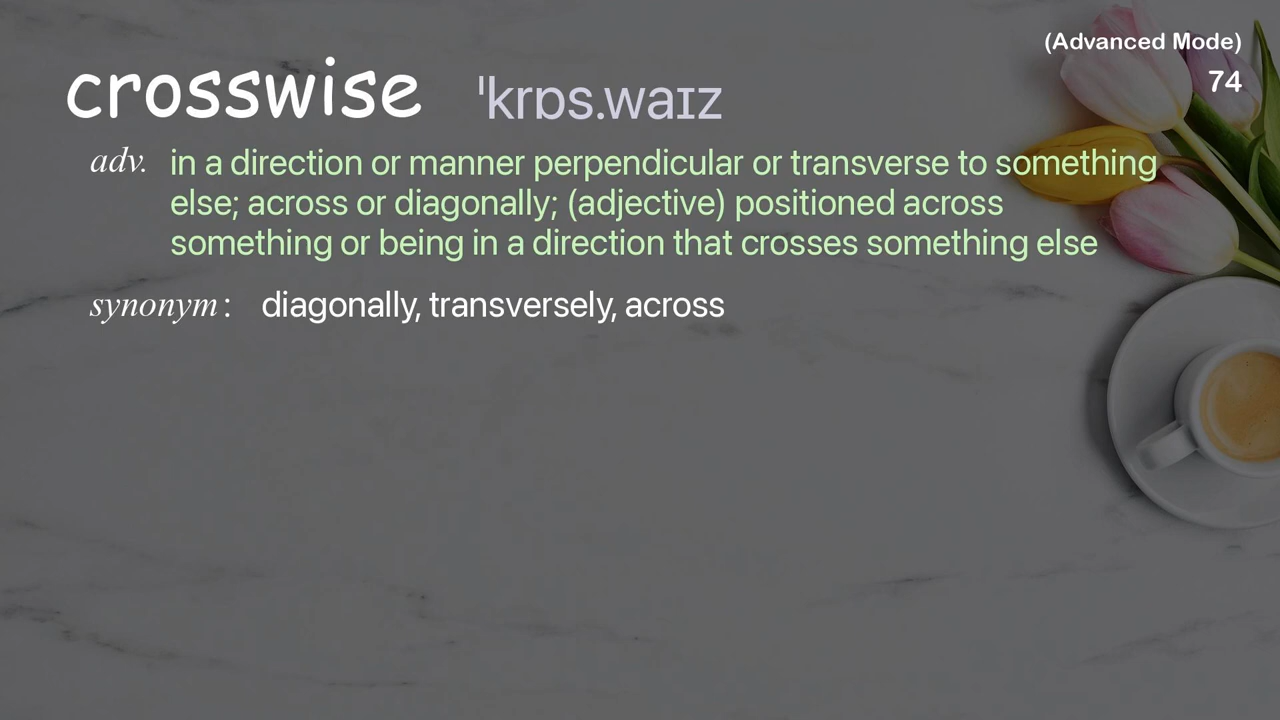 (Advanced Mode)
74
crosswise ˈkrɒs.waɪz
adv. in a direction or manner perpendicular or transverse to something
else; across or diagonally; (adjective) positioned across
something or being in a direction that crosses something else
synonym: diagonally, transversely, across